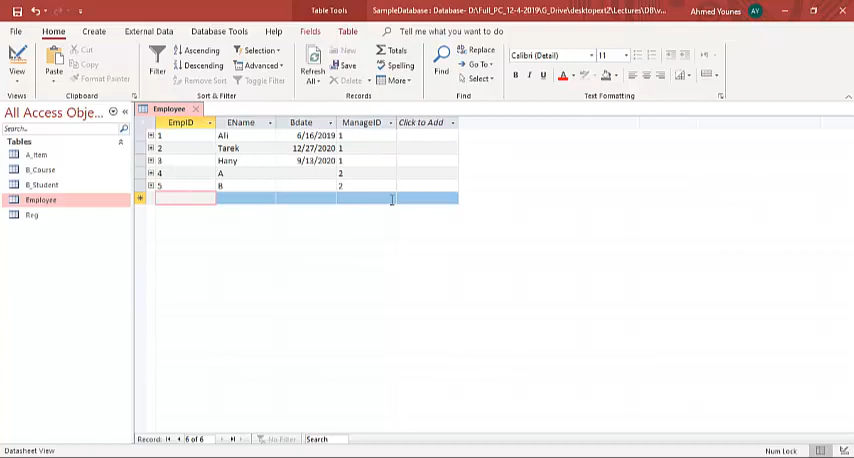 Table Tools SampleDatabase : Database- D:\Full_PC_12-4-2019\G_Drive\desktopext2\Lectures\DB\v... Ahmed Younes AY
File Home Create External Data Database Tools Help Fields Table Tell me what you want to do
View Paste Cut Copy Format Painter Filter Ascending Descending Remove Sort Selection Advanced Toggle Filter Refresh All New Save Delete Totals Spelling More Find Replace Go To Select Calibri (Detail) 11 B I U A
Views Clipboard Sort & Filter Records Find Text Formatting
All Access Obje... Employee
Search... EmpID EName Bdate ManageID Click to Add
Tables 1 Ali 6/16/2019 1
A_Item 2 Tarek 12/27/2020 1
B_Course 3 Hany 9/13/2020 1
B_Student 4 A 2
Employee 5 B 2
Reg
Record: 6 of 6 No Filter Search
Datasheet View Num Lock